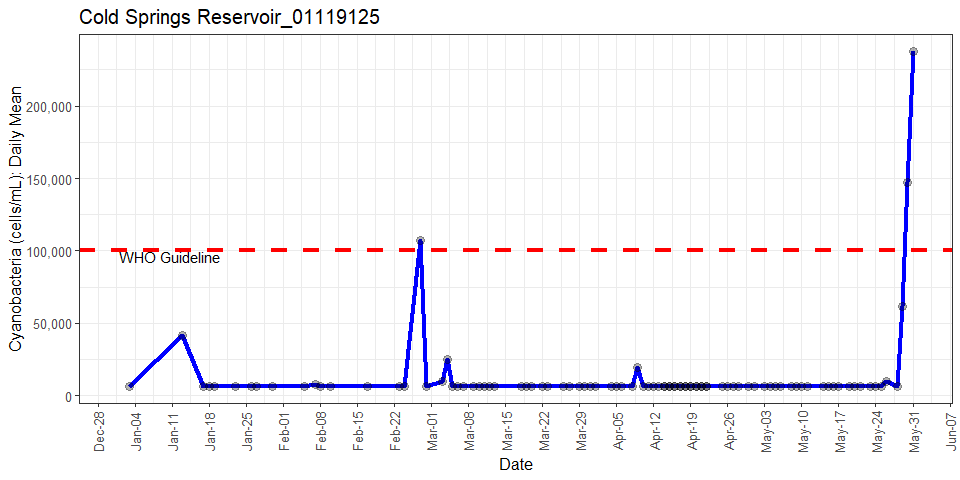 Cold Springs Reservoir_01119125
Cyanobacteria (cells/mL): Daily Mean
200,000
150,000
100,000
50,000
0
WHO Guideline
Dec-28
Jan-04
Jan-11
Jan-18
Jan-25
Feb-01
Feb-08
Feb-15
Feb-22
Mar-01
Mar-08
Mar-15
Mar-22
Mar-29
Apr-05
Apr-12
Apr-19
Apr-26
May-03
May-10
May-17
May-24
May-31
Jun-07
Date